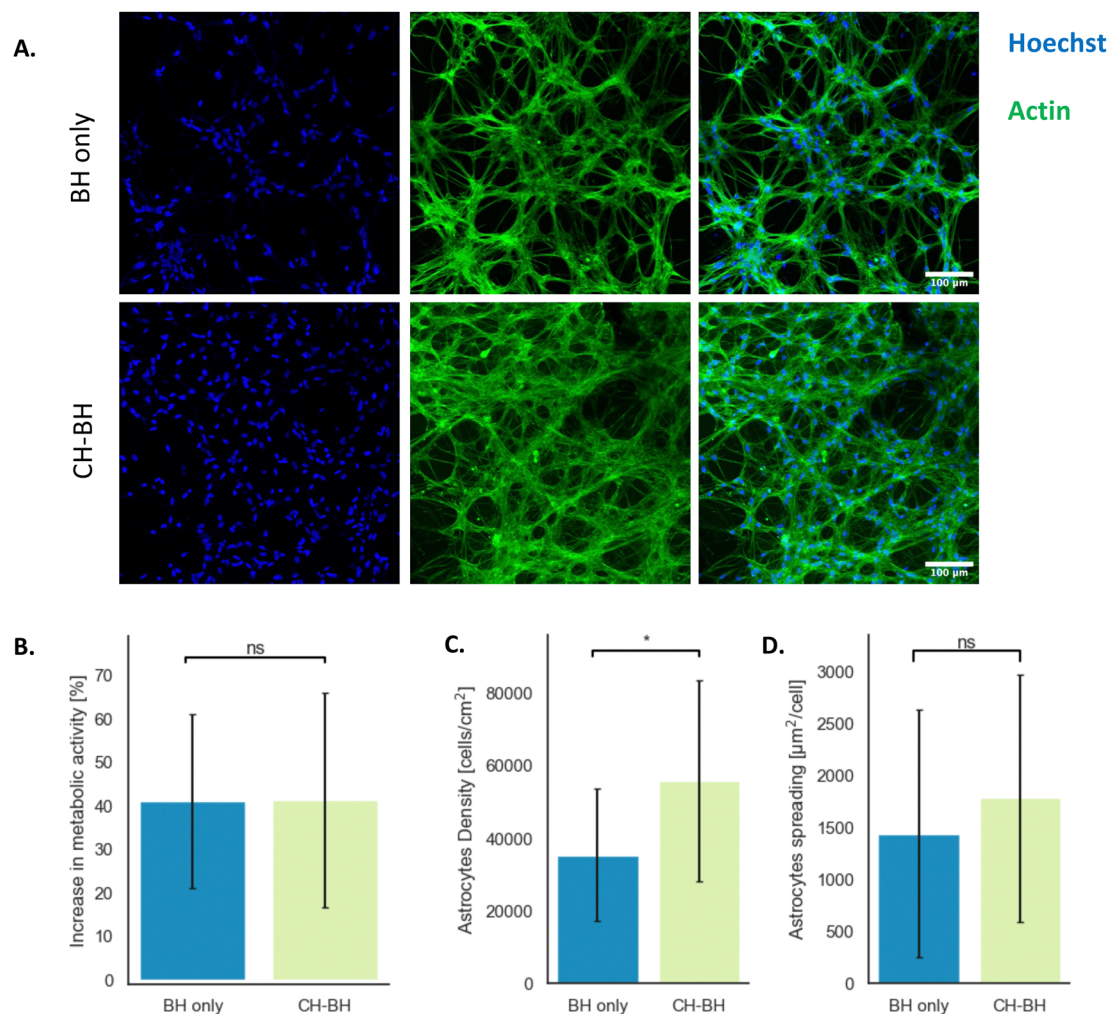 A.
Hoechst
Actin
BH only
100 µm
CH-BH
100 µm
B.
ns
Increase in metabolic activity [%]
70
60
50
40
30
20
10
0
BH only
CH-BH
C.
*
Astrocytes Density [cells/cm²]
80000
60000
40000
20000
0
BH only
CH-BH
D.
ns
Astrocytes spreading [µm²/cell]
3000
2500
2000
1500
1000
500
0
BH only
CH-BH